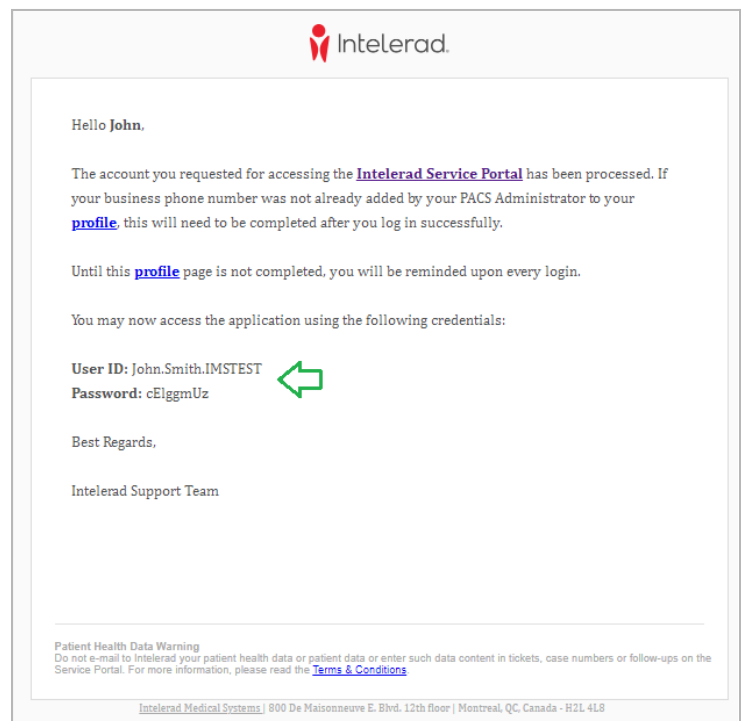 Intelerad.
Hello John,
The account you requested for accessing the Intelerad Service Portal has been processed. If
your business phone number was not already added by your PACS Administrator to your
profile, this will need to be completed after you log in successfully.
Until this profile page is not completed, you will be reminded upon every login.
You may now access the application using the following credentials:
User ID: John.Smith.IMSTEST
Password: cElggmUz
Best Regards,
Intelerad Support Team
Patient Health Data Warning
Do not e-mail to Intelerad your patient health data or patient data or enter such data content in tickets, case numbers or follow-ups on the
Service Portal. For more information, please read the Terms & Conditions.
Intelerad Medical Systems | 800 De Maisonneuve E. Blvd. 12th floor | Montreal, QC, Canada - H2L 4L8